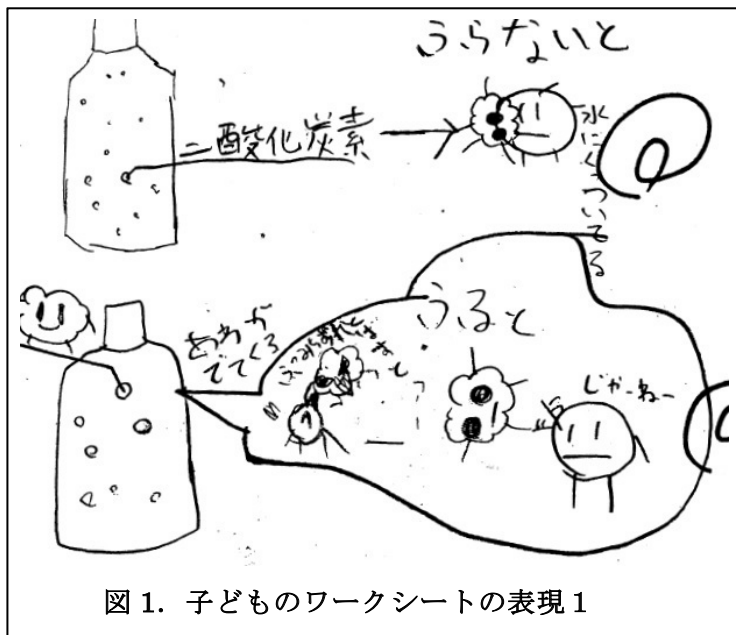 ふらないと
二酸化炭素
水にくっついてる
あわが
でてくる
ふると
じゃーねー
図 1．子どものワークシートの表現 1